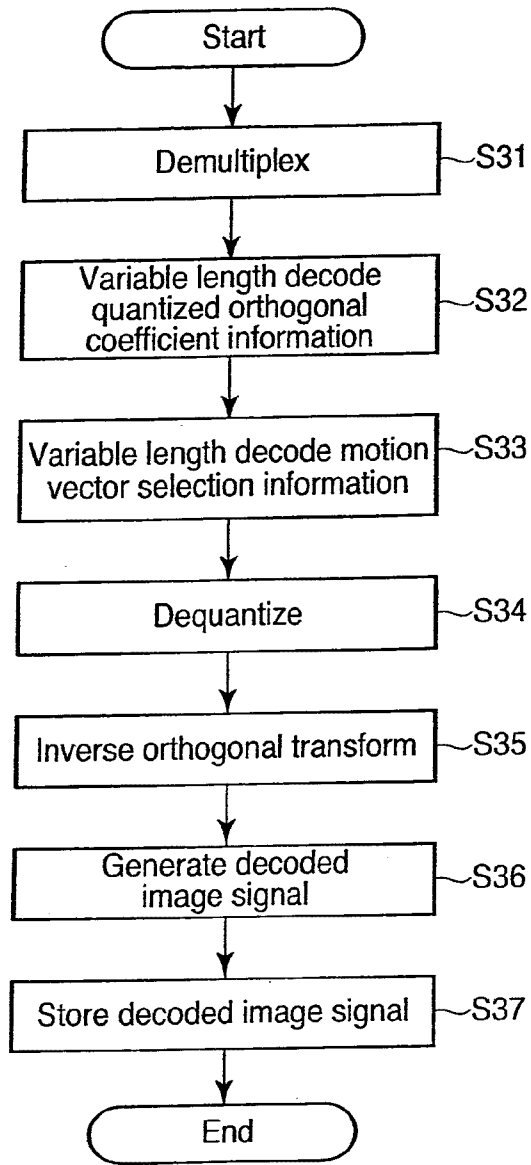 Start
Demultiplex
S31
Variable length decode
quantized orthogonal
coefficient information
S32
Variable length decode motion
vector selection information
S33
Dequantize
S34
Inverse orthogonal transform
S35
Generate decoded
image signal
S36
Store decoded image signal
S37
End